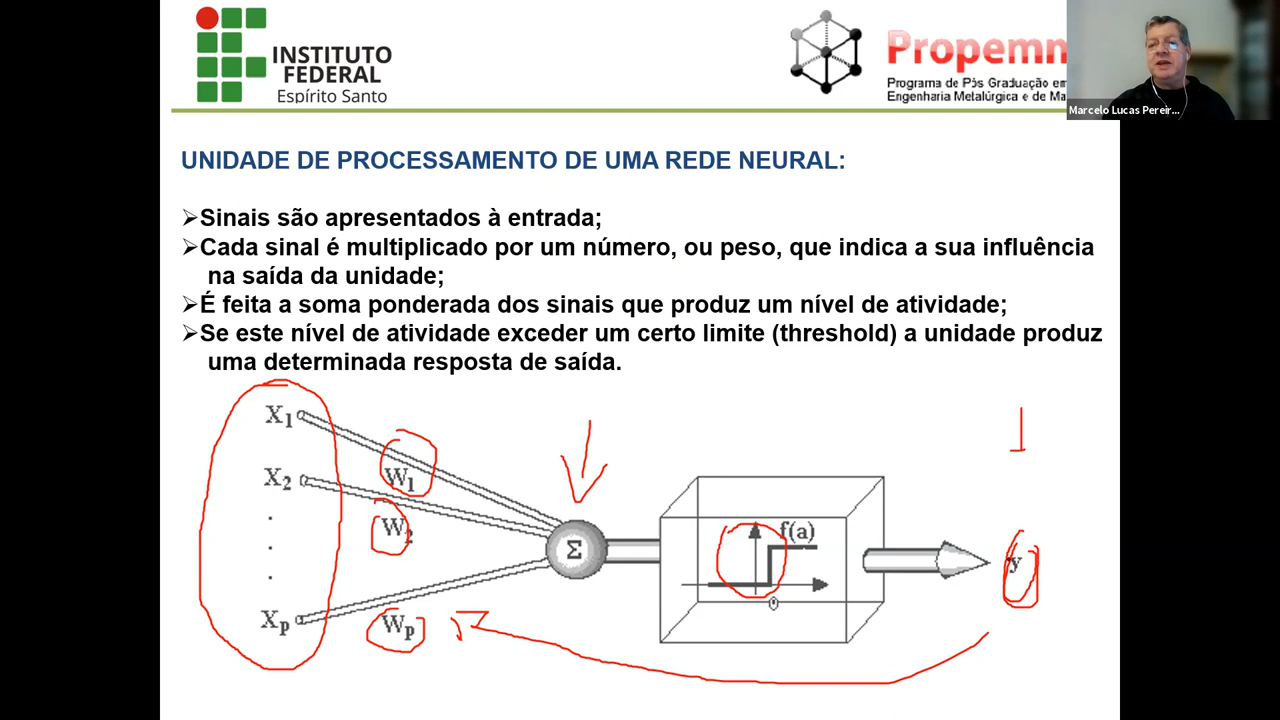 INSTITUTO
FEDERAL
Espírito Santo
Propemm
Programa de Pós Graduação em
Engenharia Metalúrgica e de Ma
Marcelo Lucas Pereir...
UNIDADE DE PROCESSAMENTO DE UMA REDE NEURAL:
➢Sinais são apresentados à entrada;
➢Cada sinal é multiplicado por um número, ou peso, que indica a sua influência
na saída da unidade;
➢É feita a soma ponderada dos sinais que produz um nível de atividade;
➢Se este nível de atividade exceder um certo limite (threshold) a unidade produz
uma determinada resposta de saída.
X1
W1
X2
W2
.
.
.
Xp
Wp
Σ
f(a)
θ
y
1